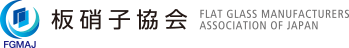 FGMAJ
板硝子協会
FLAT GLASS MANUFACTURERS
ASSOCIATION OF JAPAN